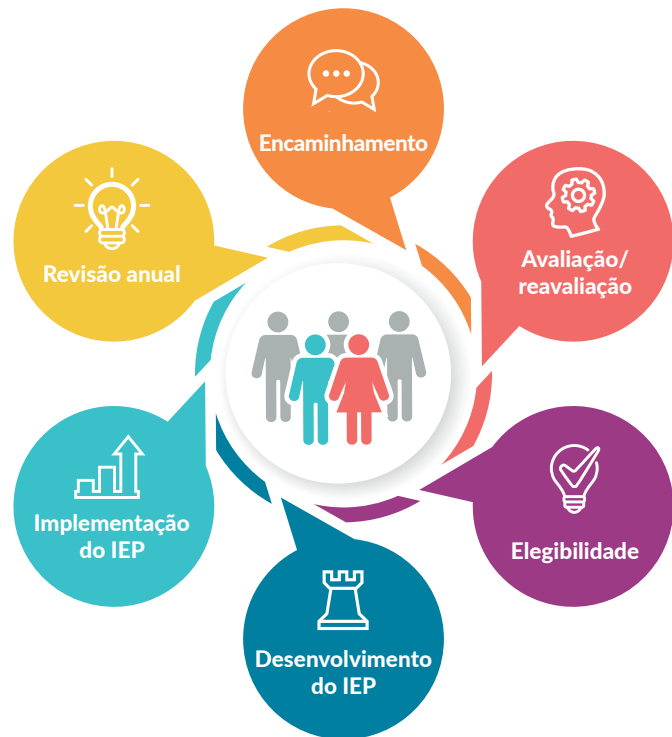 Encaminhamento
Avaliação/
reavaliação
Elegibilidade
Desenvolvimento
do IEP
Implementação
do IEP
Revisão anual